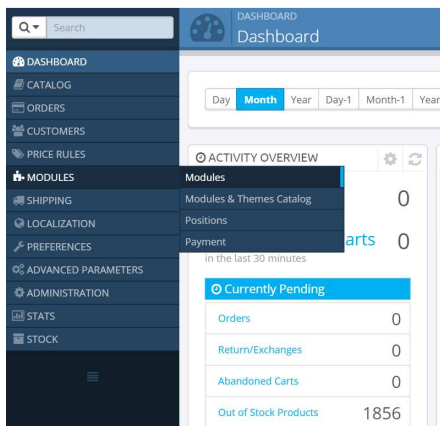 Search
DASHBOARD
Dashboard
DASHBOARD
CATALOG
ORDERS
CUSTOMERS
PRICE RULES
MODULES
SHIPPING
LOCALIZATION
PREFERENCES
ADVANCED PARAMETERS
ADMINISTRATION
STATS
STOCK
Modules
Modules & Themes Catalog
Positions
Payment
Day Month Year Day-1 Month-1 Year
ACTIVITY OVERVIEW
0
arts 0
in the last 30 minutes
Currently Pending
Orders 0
Return/Exchanges 0
Abandoned Carts 0
Out of Stock Products 1856